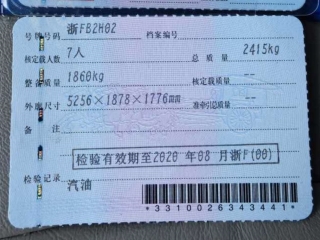 号牌号码 浙FB2H02 档案编号
核定载人数 7人 总质量 2415kg
整备质量 1860kg 核定载质量 --
外廓尺寸 5256×1878×1776mm 准牵引总质量 --
备注
检验有效期至2020 年08 月浙F(00)
检验记录 汽油
*3310026343441*